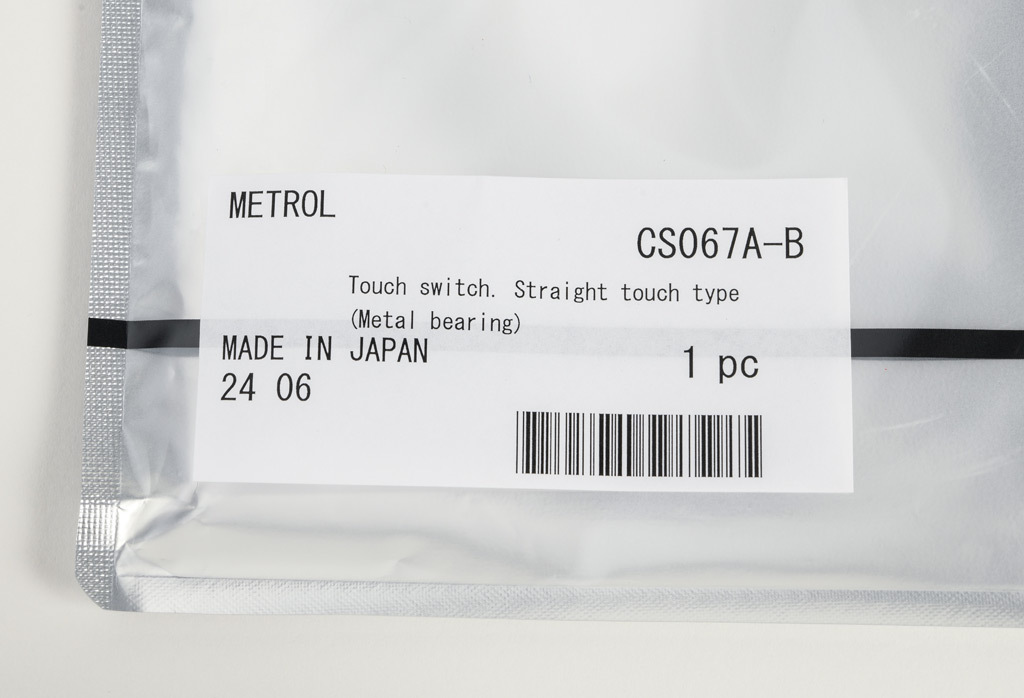 METROL
CS067A-B
Touch switch. Straight touch type
(Metal bearing)
MADE IN JAPAN
1 pc
24 06